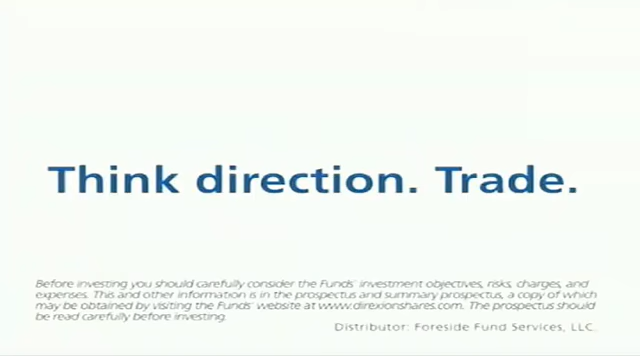 Think direction. Trade.
Before investing you should carefully consider the Funds' investment objectives, risks, charges, and
expenses. This and other information is in the prospectus and summary prospectus, a copy of which
may be obtained by visiting the Funds' website at www.direxionshares.com. The prospectus should
be read carefully before investing.
Distributor: Foreside Fund Services, LLC.